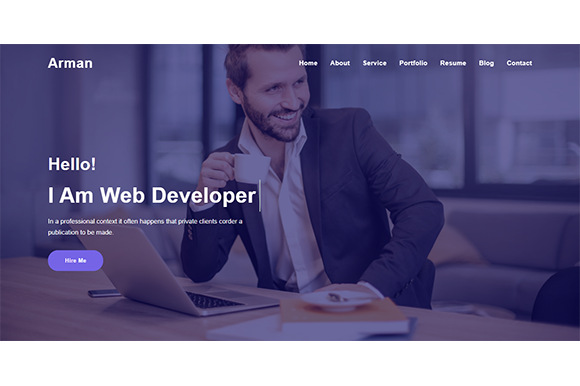 Arman
Home About Service Portfolio Resume Blog Contact
Hello!
I Am Web Developer
In a professional context it often happens that private clients corder a
publication to be made.
Hire Me